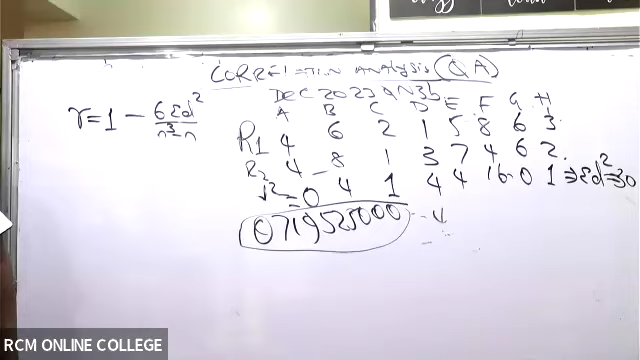 CORRELATION ANALYSIS (QA)
DEC 2023 QN3b
A B C D E F G H
r = 1 - 6Σd²/n³-n
R1 4 6 2 1 5 8 6 3
R2 4 8 1 3 7 4 6 2
d² = 0 4 1 4 4 16 0 1 ⇒ Σd² = 30
0719525000
4
RCM ONLINE COLLEGE